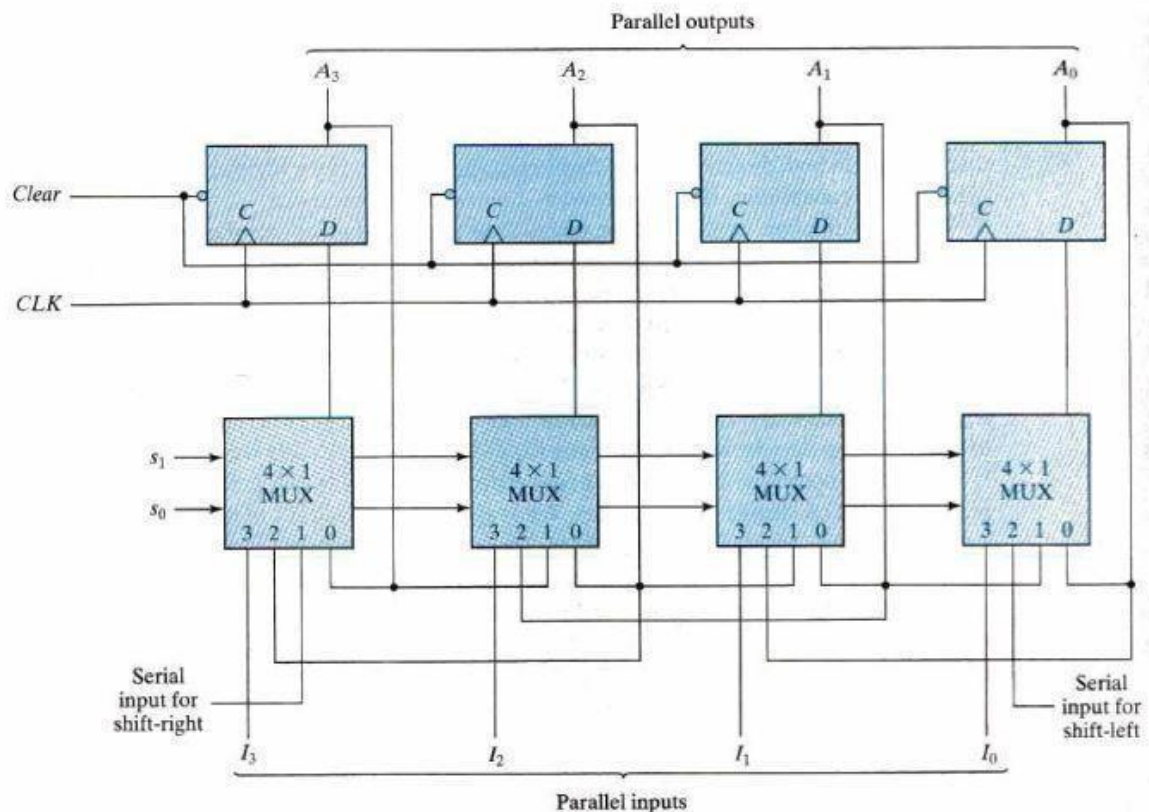 Parallel outputs
A₃ A₂ A₁ A₀
Clear
C D C D C D C D
CLK
s₁
s₀
4 × 1 4 × 1 4 × 1 4 × 1
MUX MUX MUX MUX
3 2 1 0 3 2 1 0 3 2 1 0 3 2 1 0
Serial
input for
shift-right
Serial
input for
shift-left
I₃ I₂ I₁ I₀
Parallel inputs